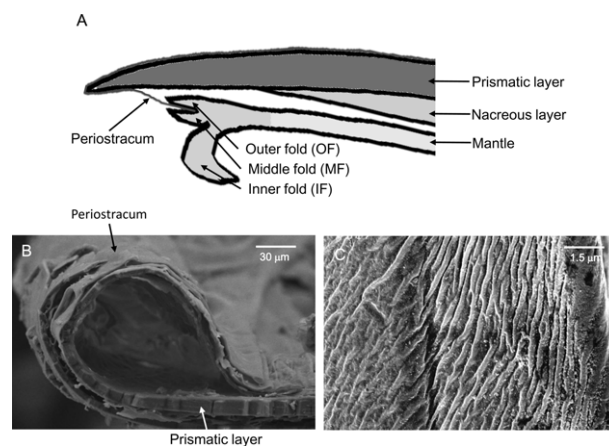 A
Prismatic layer
Nacreous layer
Mantle
Periostracum
Outer fold (OF)
Middle fold (MF)
Inner fold (IF)
Periostracum
B
30 μm
C
1.5 μm
Prismatic layer